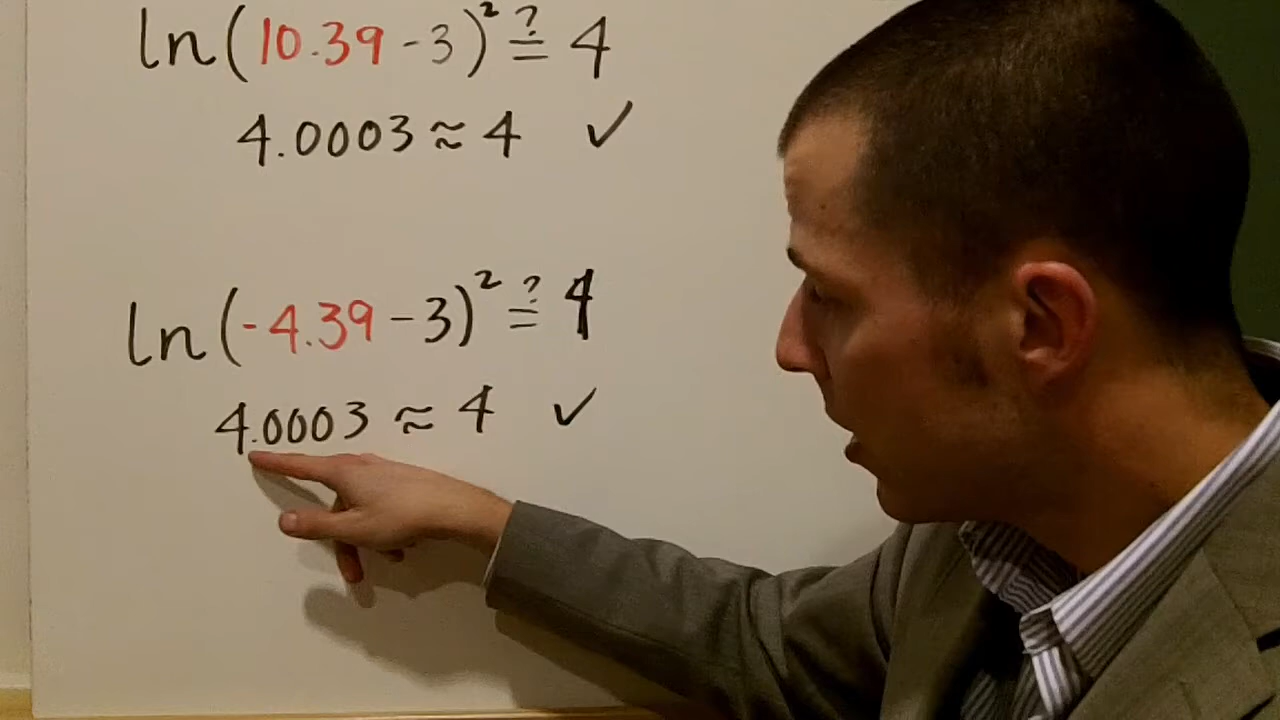 ln(10.39-3)² ≟ 4
4.0003 ≈ 4 ✓
ln(-4.39-3)² ≟ 4
4.0003 ≈ 4 ✓